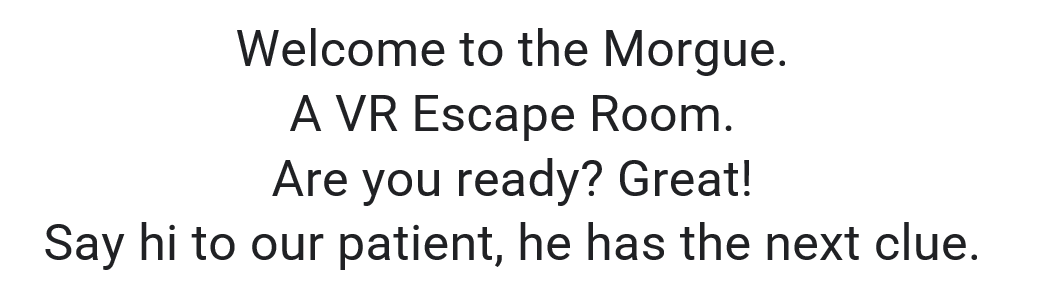 Welcome to the Morgue.
A VR Escape Room.
Are you ready? Great!
Say hi to our patient, he has the next clue.